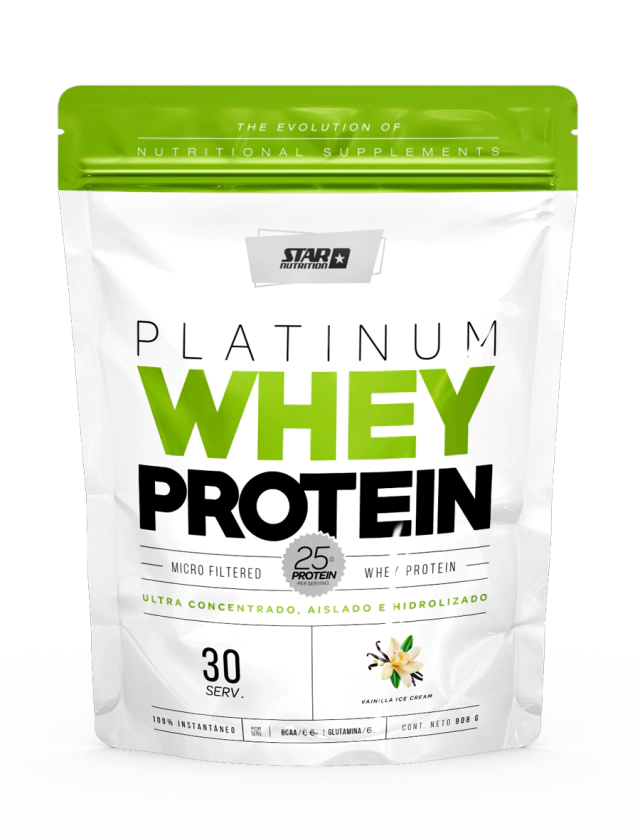 THE EVOLUTION OF
NUTRITIONAL SUPPLEMENTS
STAR
NUTRITION
PLATINUM
WHEY
PROTEIN
MICRO FILTERED
25G
PROTEIN
PER SERVING
WHEY PROTEIN
ULTRA CONCENTRADO, AISLADO E HIDROLIZADO
30
SERV.
VAINILLA ICE CREAM
100% INSTANTÁNEO
POR
SERV.
BCAA/
GLUTAMINA/
CONT. NETO 908 G